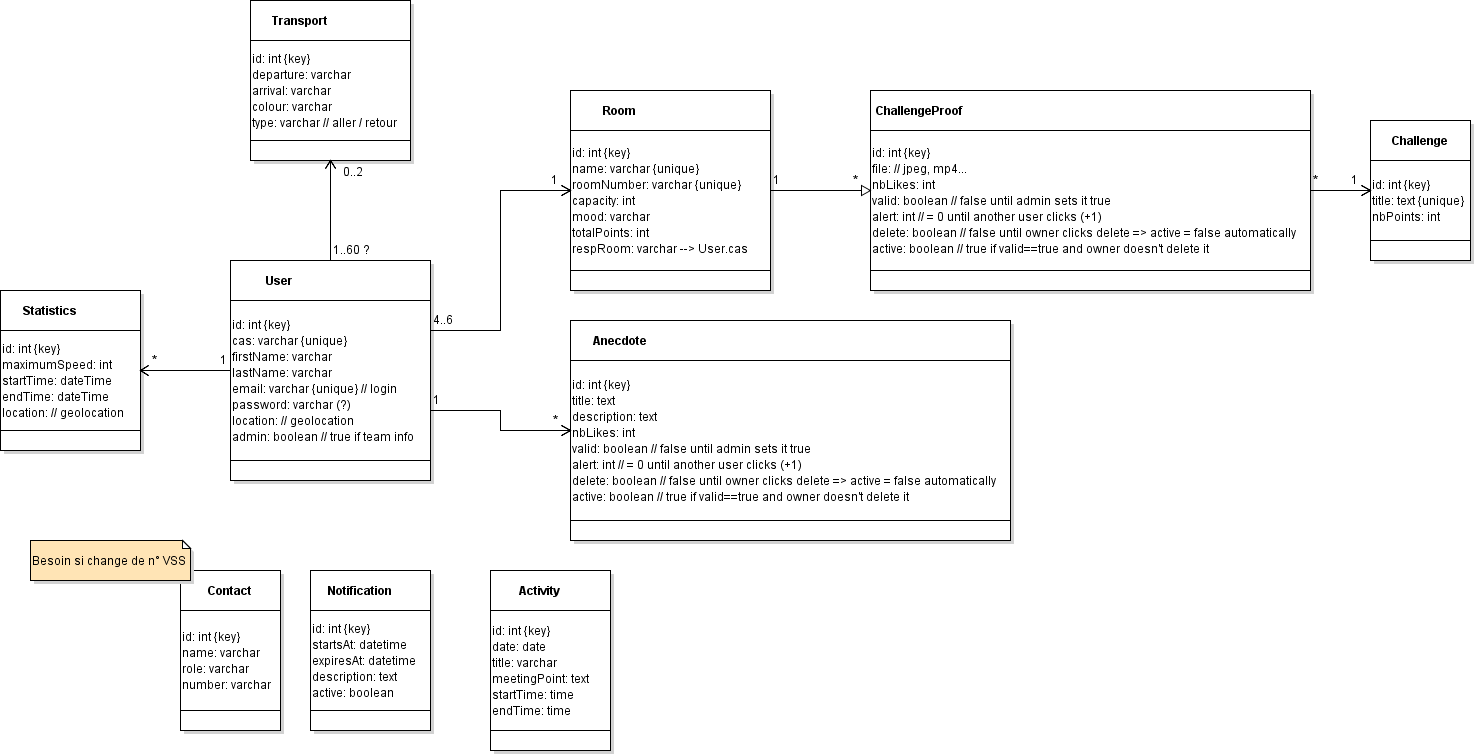 Transport
id: int {key}
departure: varchar
arrival: varchar
colour: varchar
type: varchar // aller / retour
0..2
1..60 ?
Room
id: int {key}
name: varchar {unique}
roomNumber: varchar {unique}
capacity: int
mood: varchar
totalPoints: int
respRoom: varchar --> User.cas
1
1
*
ChallengeProof
id: int {key}
file: // jpeg, mp4...
nbLikes: int
valid: boolean // false until admin sets it true
alert: int // = 0 until another user clicks (+1)
delete: boolean // false until owner clicks delete => active = false automatically
active: boolean // true if valid==true and owner doesn't delete it
*
1
Challenge
id: int {key}
title: text {unique}
nbPoints: int
User
id: int {key}
cas: varchar {unique}
firstName: varchar
lastName: varchar
email: varchar {unique} // login
password: varchar (?)
location: // geolocation
admin: boolean // true if team info
4..6
1
*
1
*
Statistics
id: int {key}
maximumSpeed: int
startTime: dateTime
endTime: dateTime
location: // geolocation
Anecdote
id: int {key}
title: text
description: text
nbLikes: int
valid: boolean // false until admin sets it true
alert: int // = 0 until another user clicks (+1)
delete: boolean // false until owner clicks delete => active = false automatically
active: boolean // true if valid==true and owner doesn't delete it
Besoin si change de n° VSS
Contact
id: int {key}
name: varchar
role: varchar
number: varchar
Notification
id: int {key}
startsAt: datetime
expiresAt: datetime
description: text
active: boolean
Activity
id: int {key}
date: date
title: varchar
meetingPoint: text
startTime: time
endTime: time